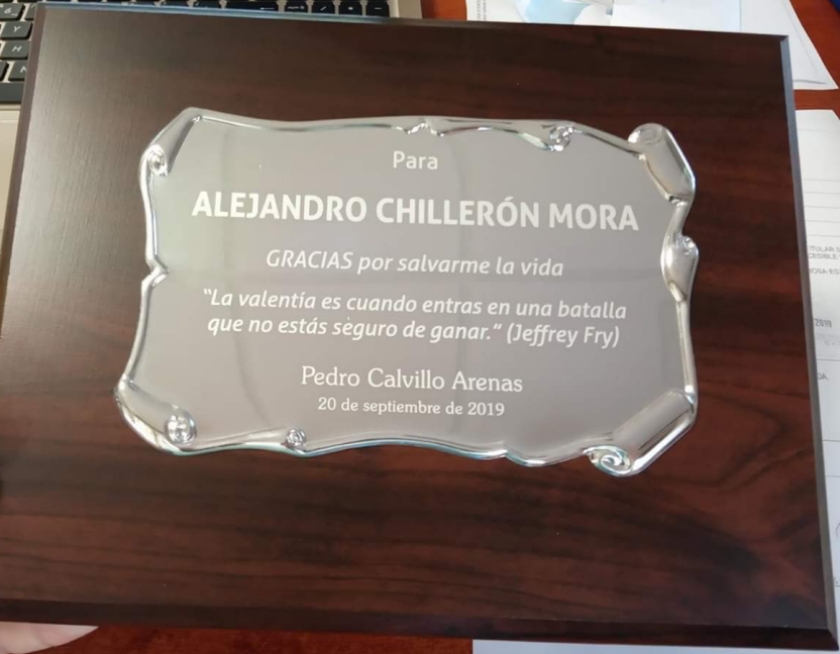 Para
ALEJANDRO CHILLERÓN MORA
GRACIAS por salvarme la vida
"La valentía es cuando entras en una batalla
que no estás seguro de ganar." (Jeffrey Fry)
Pedro Calvillo Arenas
20 de septiembre de 2019